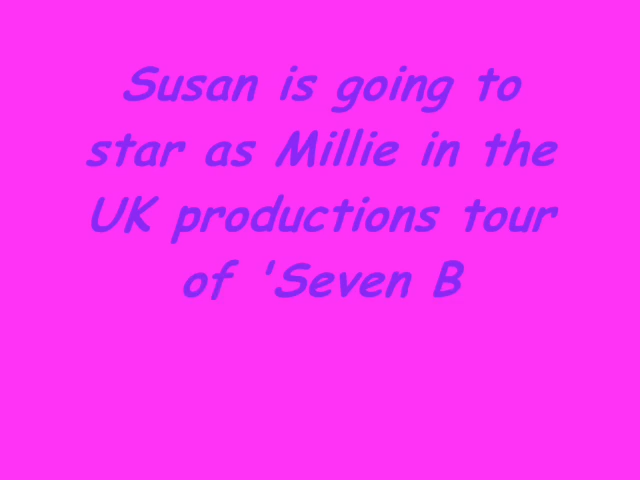 Susan is going to
star as Millie in the
UK productions tour
of 'Seven B